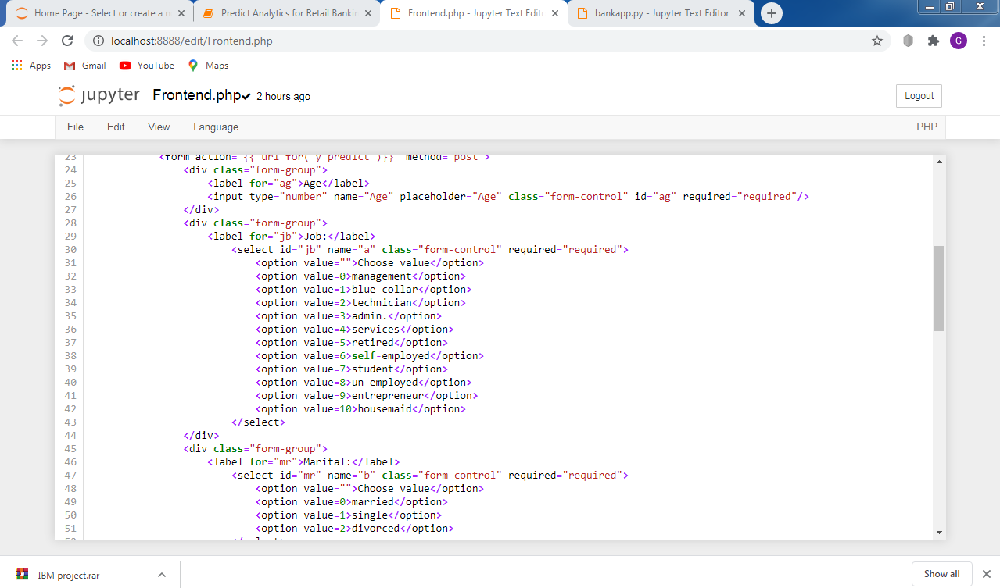 Home Page - Select or create a n
Predict Analytics for Retail Bankin
Frontend.php - Jupyter Text Edito
bankapp.py - Jupyter Text Editor
localhost:8888/edit/Frontend.php
G
Apps
Gmail
YouTube
Maps
jupyter
Frontend.php
2 hours ago
Logout
File
Edit
View
Language
PHP
23 <form action="{{ url_for('y_predict')}}" method="post">
24 <div class="form-group">
25 <label for="ag">Age</label>
26 <input type="number" name="Age" placeholder="Age" class="form-control" id="ag" required="required"/>
27 </div>
28 <div class="form-group">
29 <label for="jb">Job:</label>
30 <select id="jb" name="a" class="form-control" required="required">
31 <option value="">Choose value</option>
32 <option value=0>management</option>
33 <option value=1>blue-collar</option>
34 <option value=2>technician</option>
35 <option value=3>admin.</option>
36 <option value=4>services</option>
37 <option value=5>retired</option>
38 <option value=6>self-employed</option>
39 <option value=7>student</option>
40 <option value=8>un-employed</option>
41 <option value=9>entrepreneur</option>
42 <option value=10>housemaid</option>
43 </select>
44 </div>
45 <div class="form-group">
46 <label for="mr">Marital:</label>
47 <select id="mr" name="b" class="form-control" required="required">
48 <option value="">Choose value</option>
49 <option value=0>married</option>
50 <option value=1>single</option>
51 <option value=2>divorced</option>
IBM project.rar
Show all